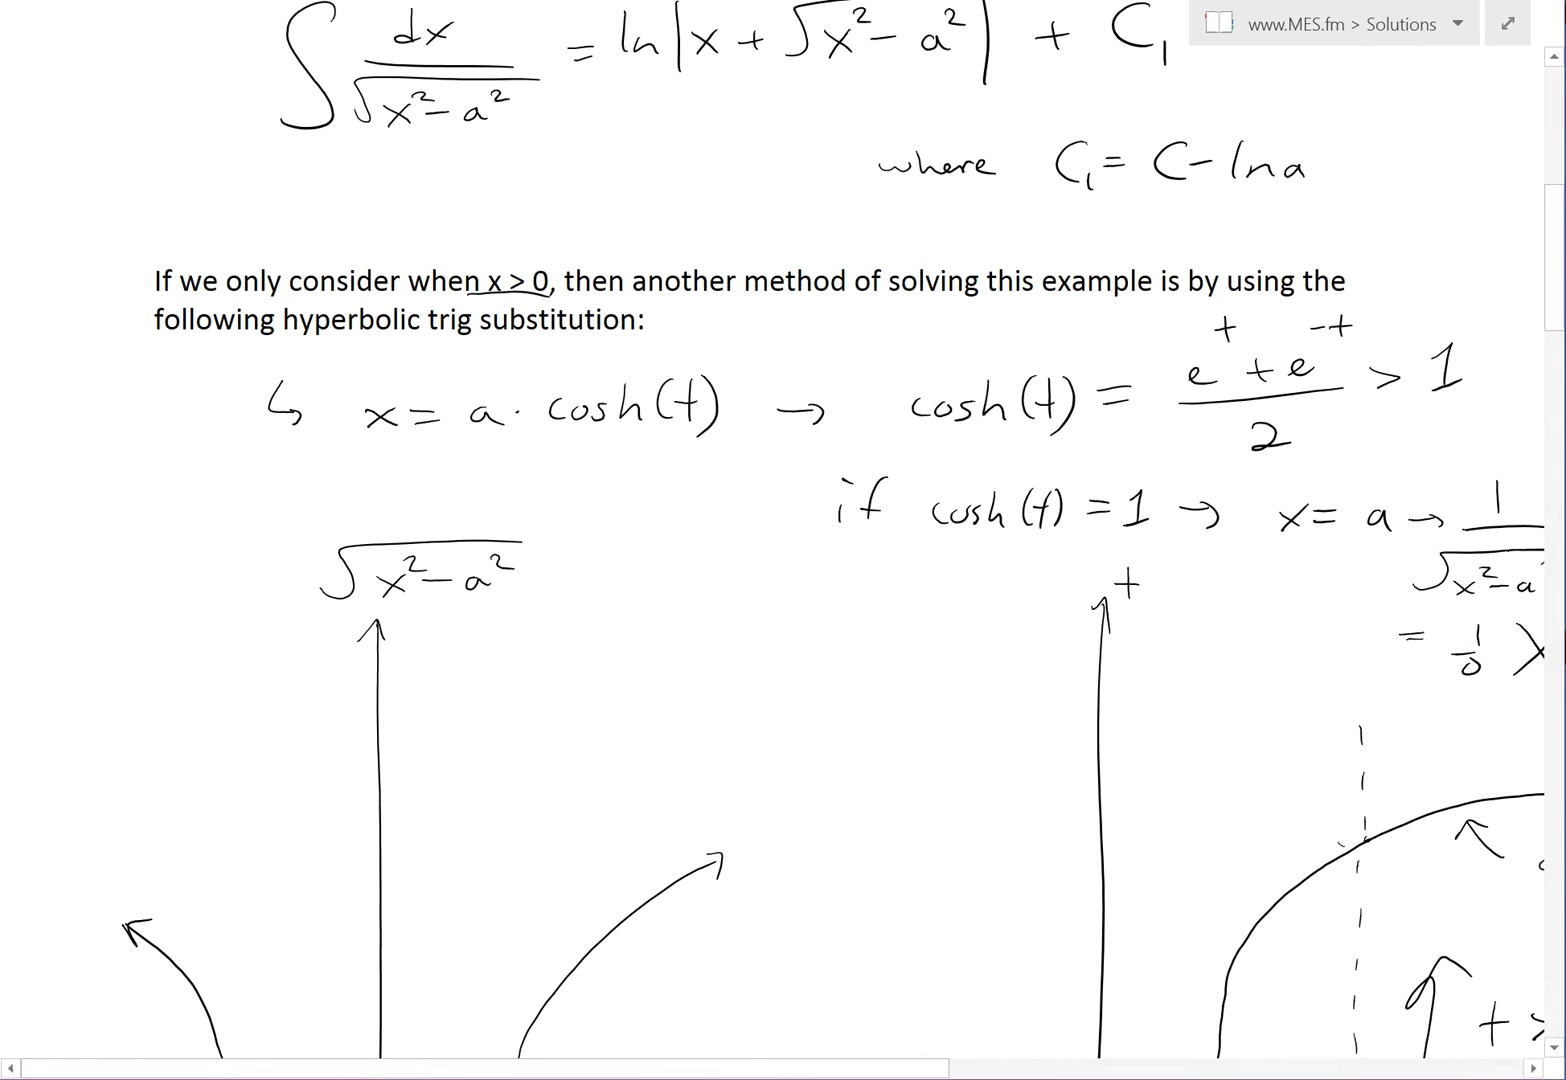 ∫ dx/√(x² - a²) = ln|x + √(x² - a²)| + C₁
www.MES.fm > Solutions
where C₁ = C - ln a
If we only consider when x > 0, then another method of solving this example is by using the
following hyperbolic trig substitution:
↳ x = a · cosh(t) → cosh(t) = (e^t + e^-t)/2 > 1
if cosh(t) = 1 → x = a → 1/√(x² - a
= 1/0 X
√(x² - a²)
t
t >